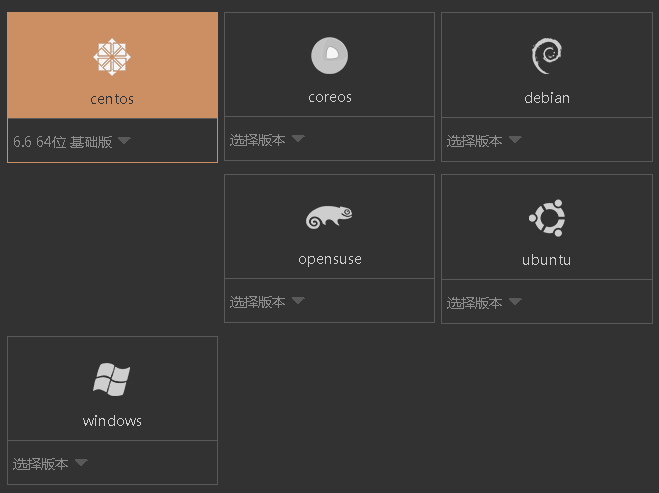 centos
6.6 64位 基础版
coreos
选择版本
debian
选择版本
opensuse
选择版本
ubuntu
选择版本
windows
选择版本